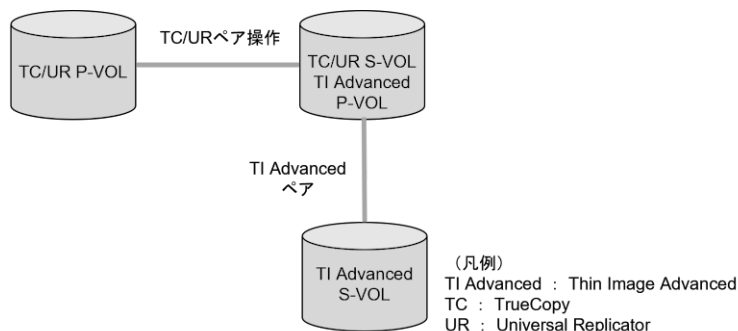 TC/URペア操作
TC/UR P-VOL
TC/UR S-VOL
TI Advanced
P-VOL
TI Advanced
ペア
TI Advanced
S-VOL
（凡例）
TI Advanced ： Thin Image Advanced
TC ： TrueCopy
UR ： Universal Replicator